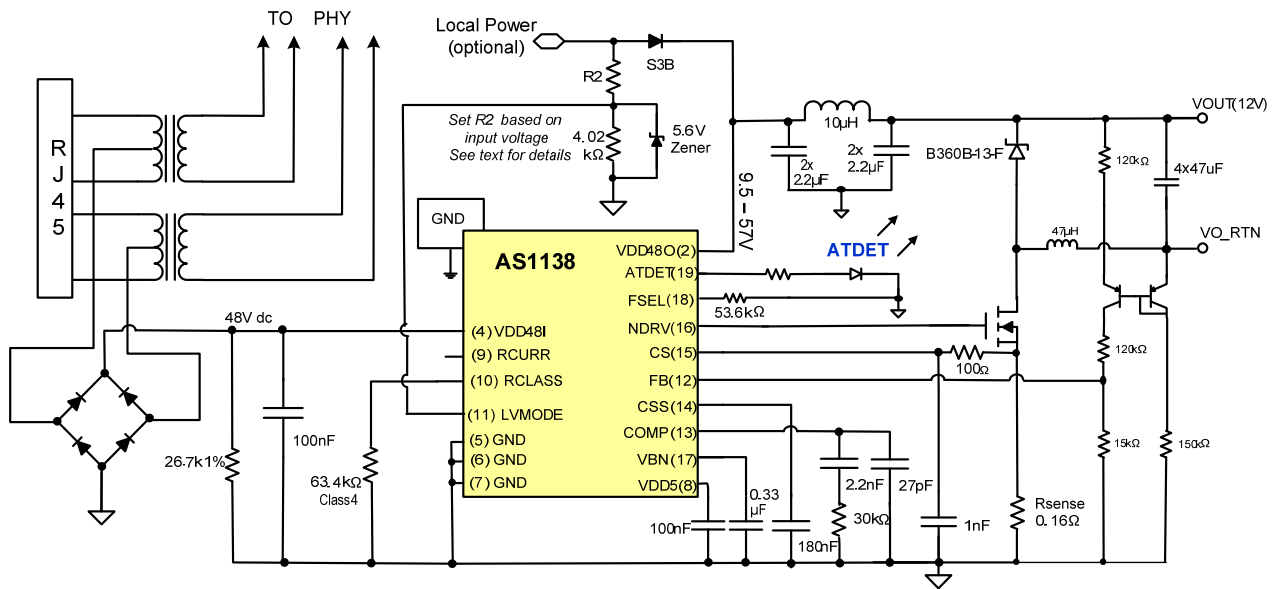 TO PHY
Local Power
(optional)
S3B
R2
Set R2 based on
input voltage
See text for details
4.02
kΩ
5.6V
Zener
10µH
2x
2.2µF
2x
2.2µF
B360B-13-F
120kΩ
VOUT(12V)
4x47uF
RJ45
9.5 – 57V
GND
ATDET
47µH
VO_RTN
AS1138
VDD48O(2)
ATDET(19)
FSEL(18)
53.6kΩ
48V dc
(4) VDD48I
NDRV(16)
(9) RCURR
CS(15)
100Ω
120kΩ
(10) RCLASS
FB(12)
(11) LVMODE
CSS(14)
100nF
(5) GND
COMP(13)
15kΩ
150kΩ
26.7k1%
(6) GND
VBN(17)
63.4kΩ
Class4
(7) GND
VDD5(8)
2.2nF
27pF
0.33
µF
Rsense
0.16Ω
100nF
30kΩ
1nF
180nF